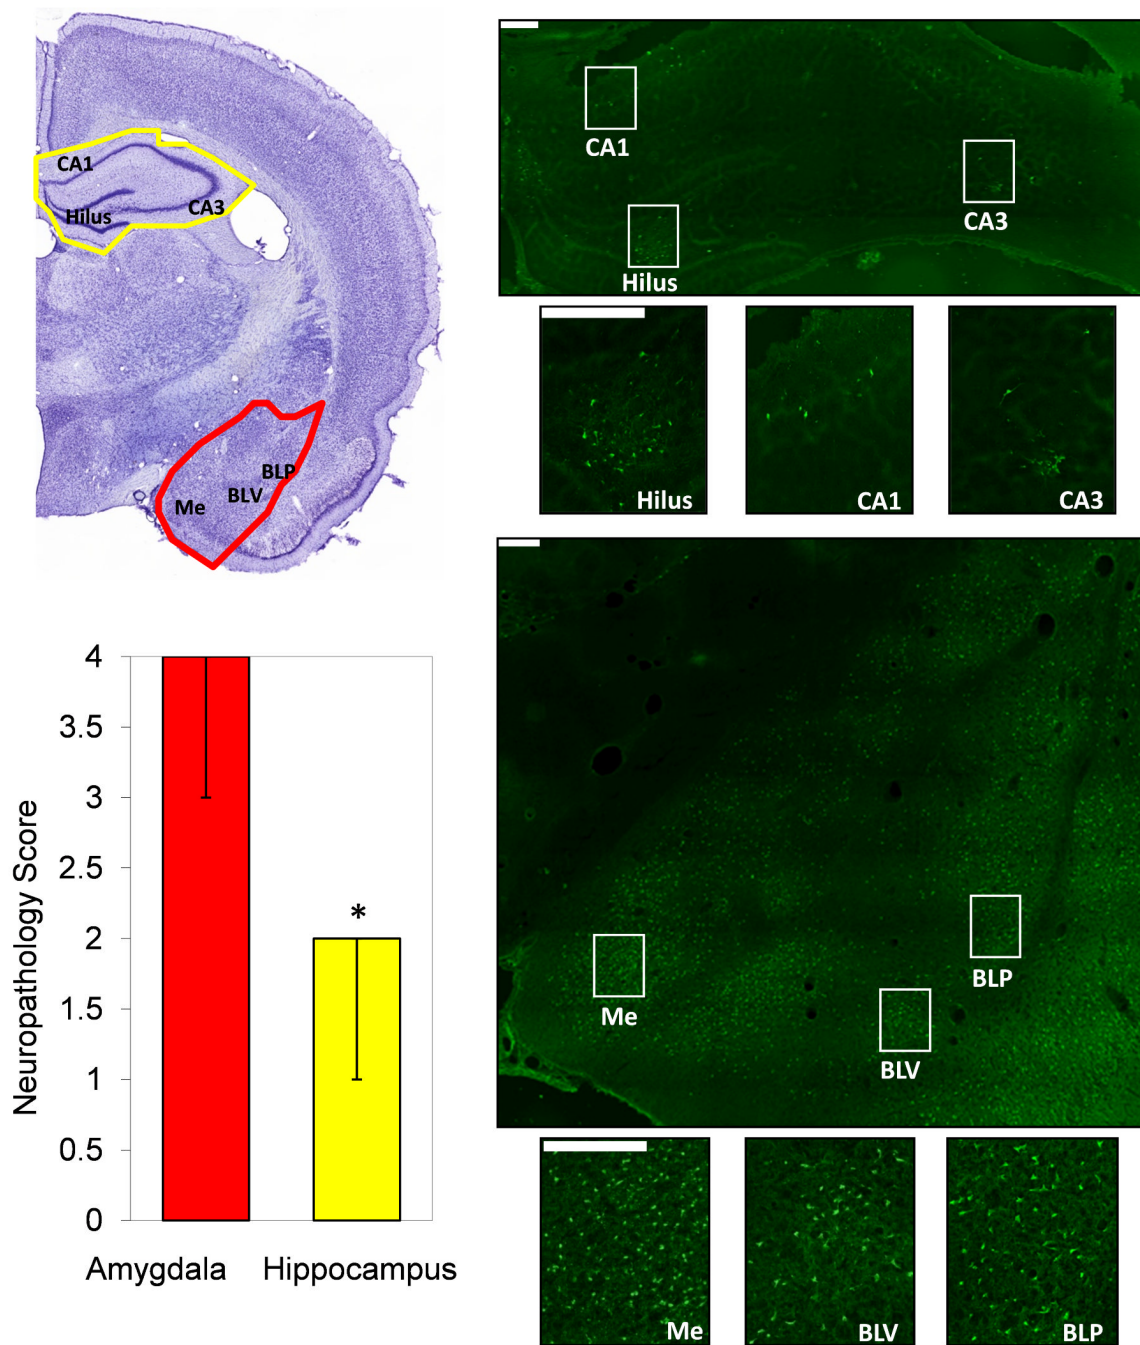 CA1
Hilus
CA3
BLP
BLV
Me
CA1
CA3
Hilus
Hilus
CA1
CA3
Me
BLV
BLP
Me
BLV
BLP
Neuropathology Score
4
3.5
3
2.5
2
1.5
1
0.5
0
*
Amygdala
Hippocampus